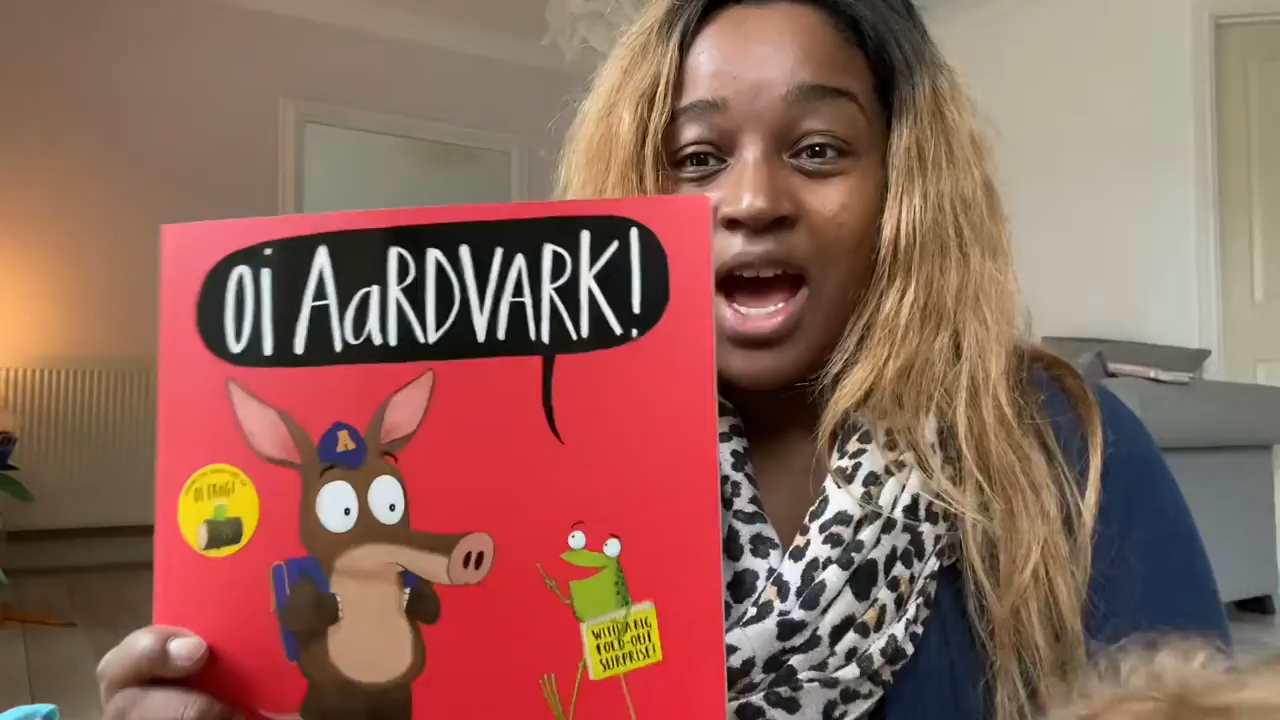 Oi AaRDVARK!
A
Oi FROG!
WITH A BIG
FOLD-OUT
SURPRISE!